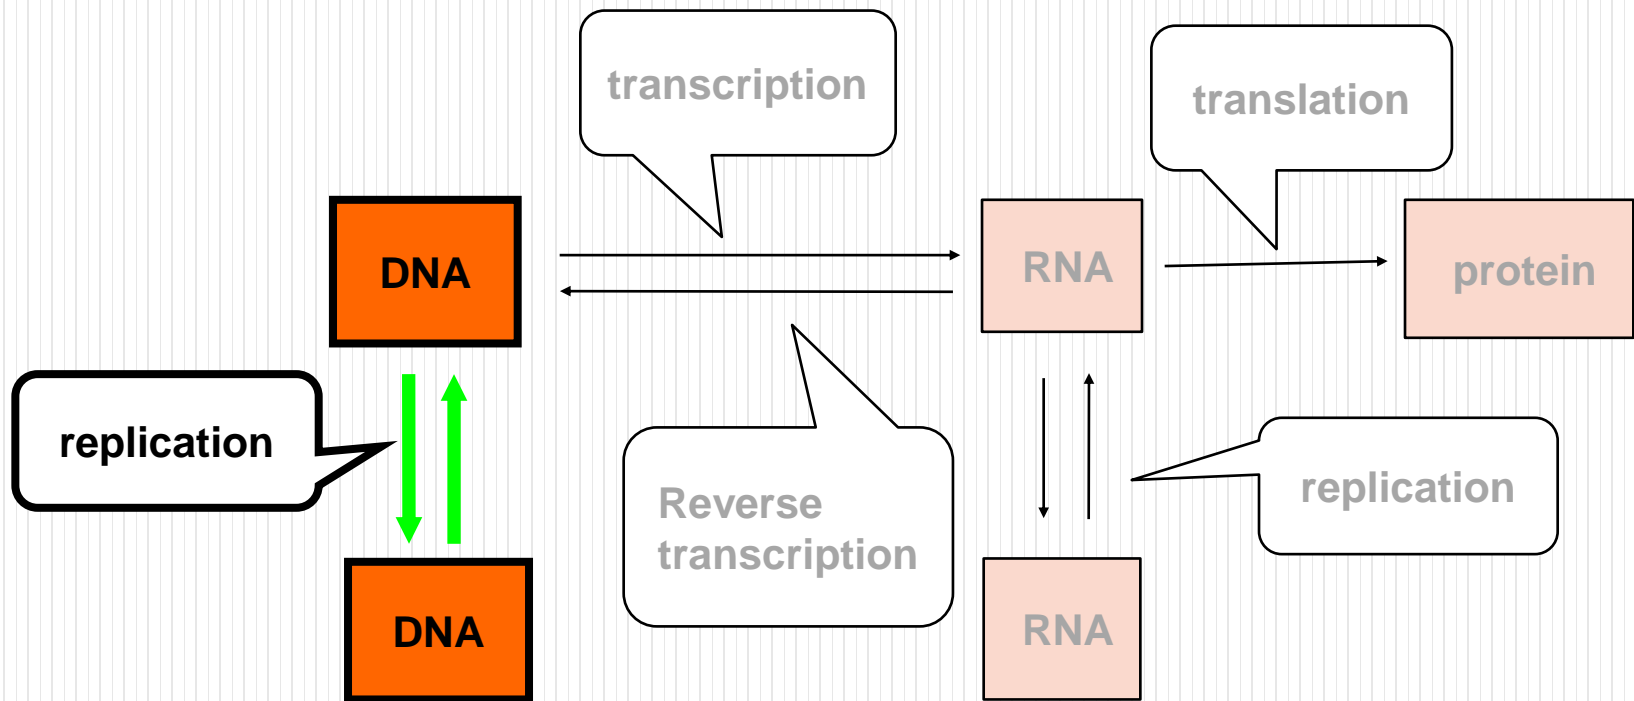 transcription
translation
DNA
RNA
protein
replication
Reverse
transcription
replication
DNA
RNA